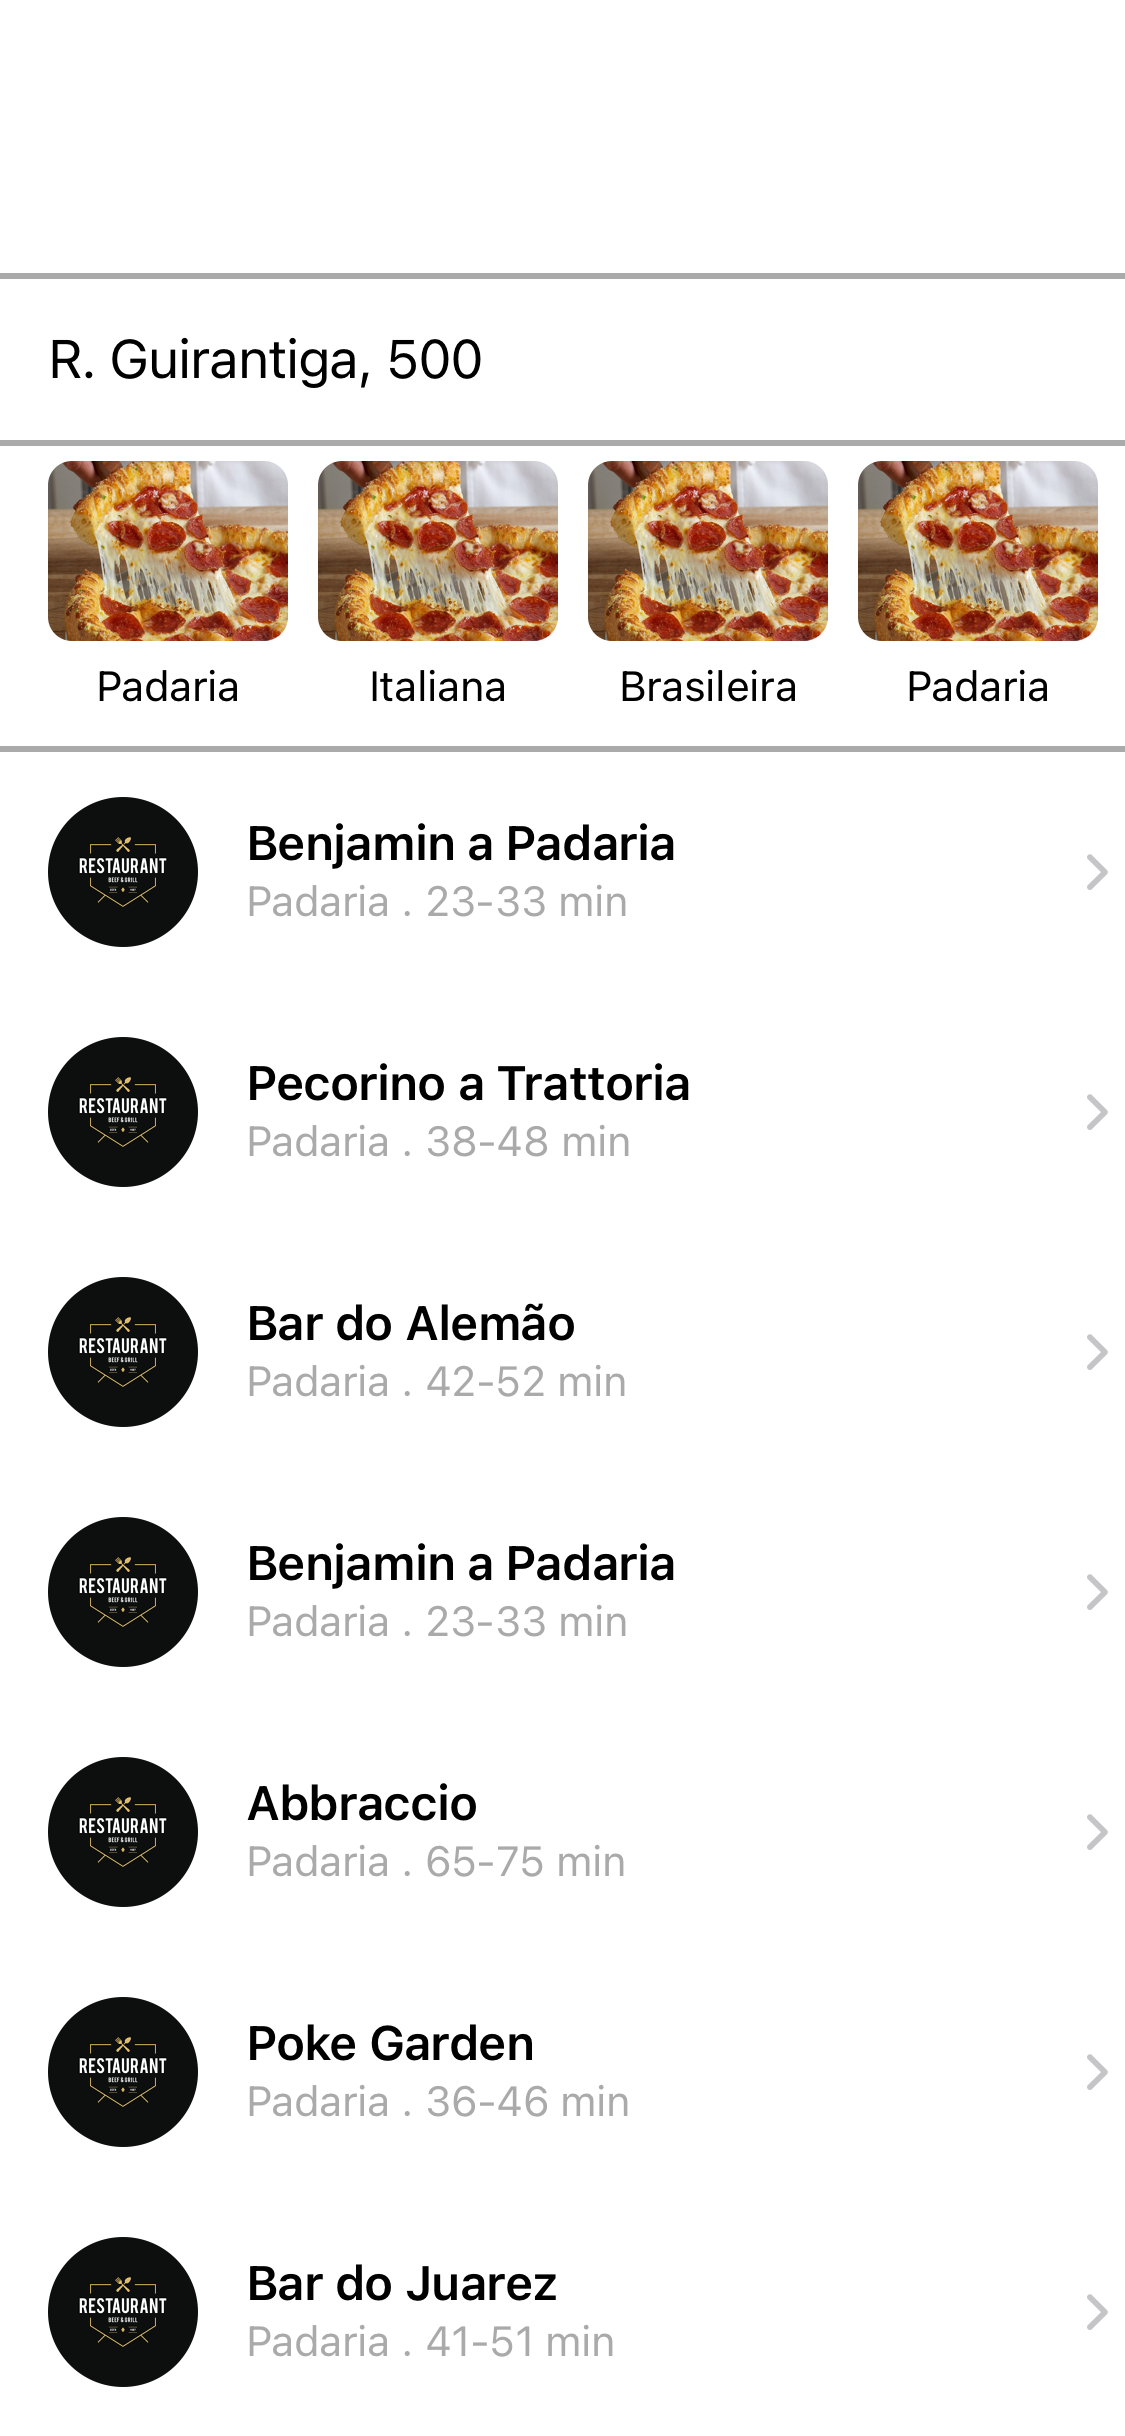 R. Guirantiga, 500
Padaria
Italiana
Brasileira
Padaria
RESTAURANT
BEEF & GRILL
Benjamin a Padaria
Padaria . 23-33 min
RESTAURANT
BEEF & GRILL
Pecorino a Trattoria
Padaria . 38-48 min
RESTAURANT
BEEF & GRILL
Bar do Alemão
Padaria . 42-52 min
RESTAURANT
BEEF & GRILL
Benjamin a Padaria
Padaria . 23-33 min
RESTAURANT
BEEF & GRILL
Abbraccio
Padaria . 65-75 min
RESTAURANT
BEEF & GRILL
Poke Garden
Padaria . 36-46 min
RESTAURANT
BEEF & GRILL
Bar do Juarez
Padaria . 41-51 min